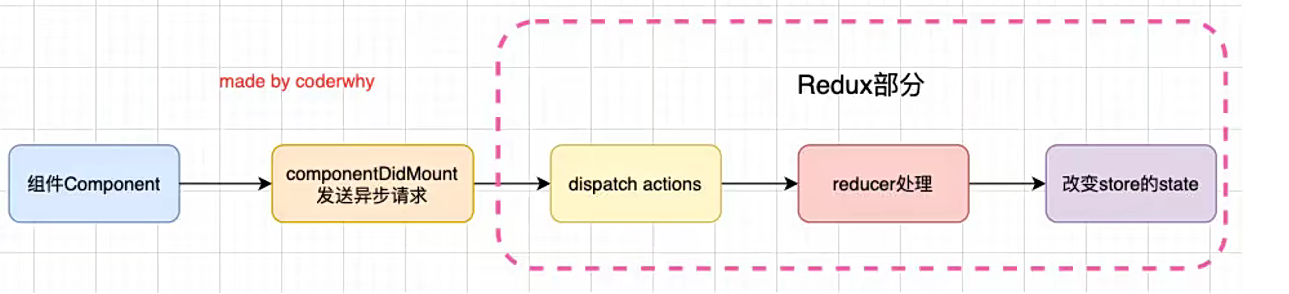 made by coderwhy
Redux部分
组件Component
componentDidMount
发送异步请求
dispatch actions
reducer处理
改变store的state